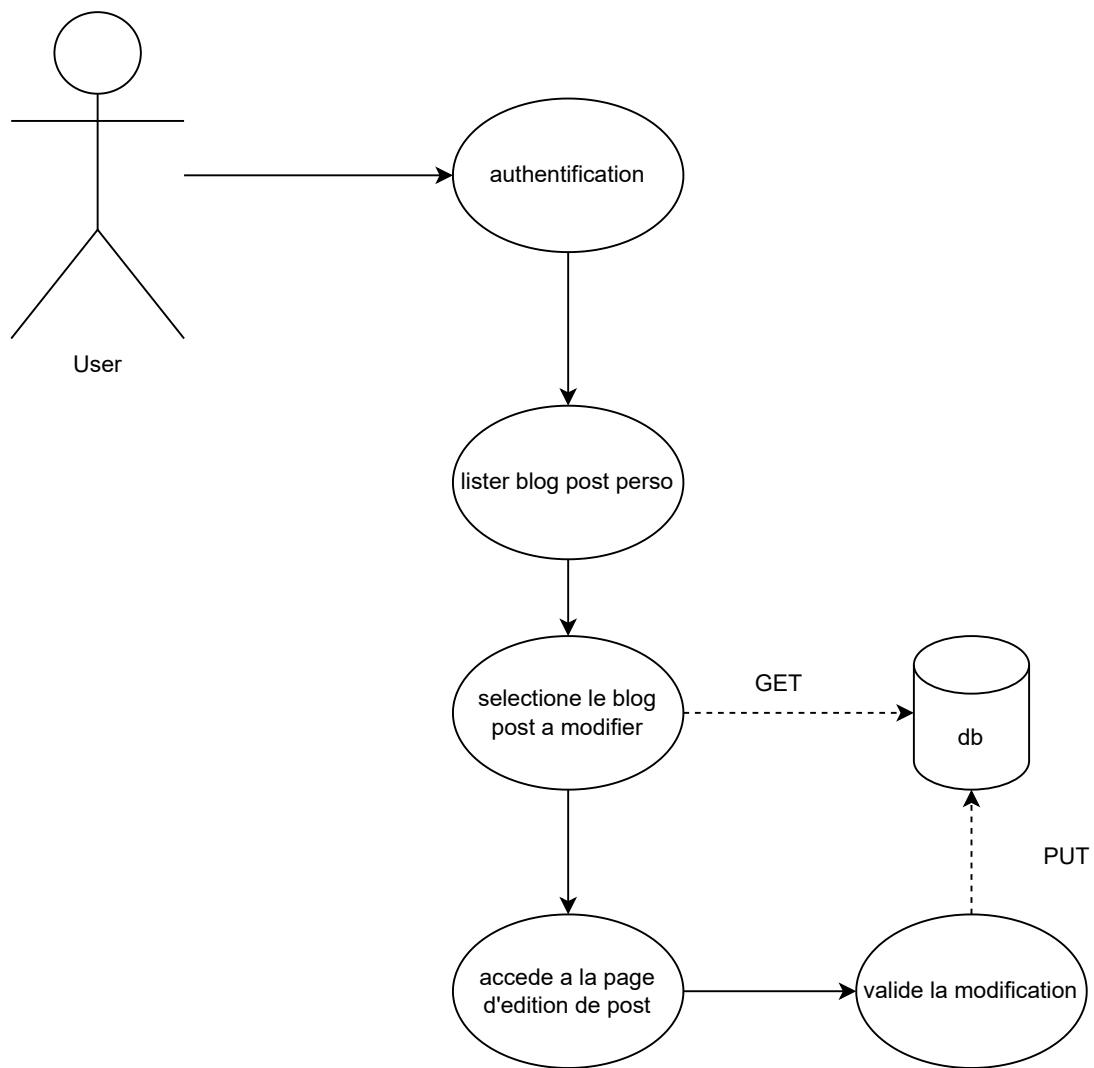 authentification
User
lister blog post perso
selectione le blog
post a modifier
GET
db
PUT
accede a la page
d'edition de post
valide la modification